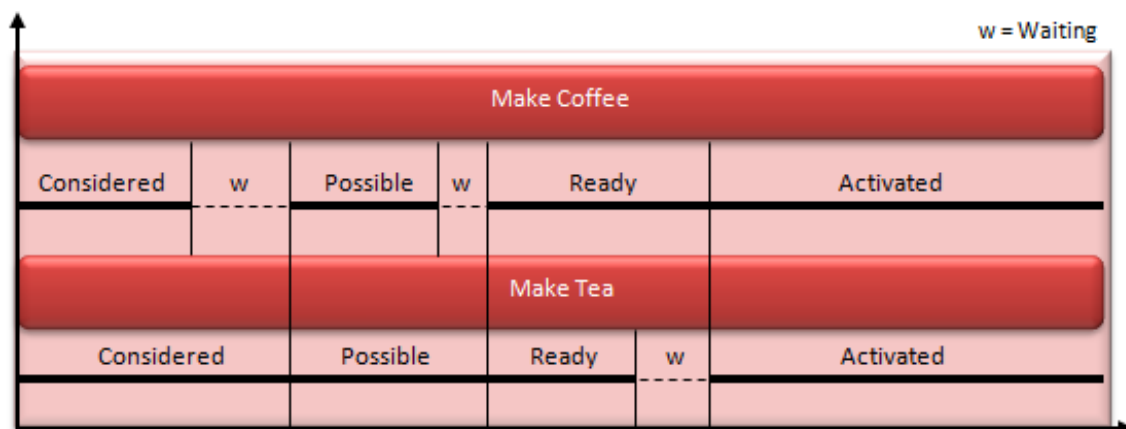 w = Waiting
Make Coffee
Considered w Possible w Ready Activated
Make Tea
Considered Possible Ready w Activated